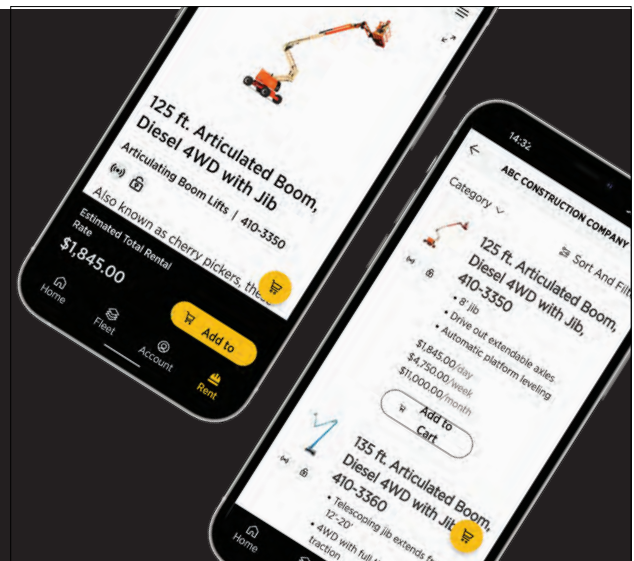 125 ft. Articulated Boom,
Diesel 4WD with Jib
Articulating Boom Lifts | 410-3350
Also known as cherry pickers,
Estimated Total Rental
Rate
$1,845.00
Add to
Home
Fleet
Account
Rent
14:32
ABC CONSTRUCTION COMPANY
Category
Sort And
125 ft. Articulated Boom,
Diesel 4WD with Jib,
410-3350
• 8' jib
• Drive out extendable axles
• Automatic platform leveling
$1,845.00/day
$4,750.00/week
$11,000.00/month
Add to
Cart
135 ft. Articulated Boom,
Diesel 4WD with
410-3360
• Telescoping jib extends
12'-20'
• 4WD with full
traction
Home